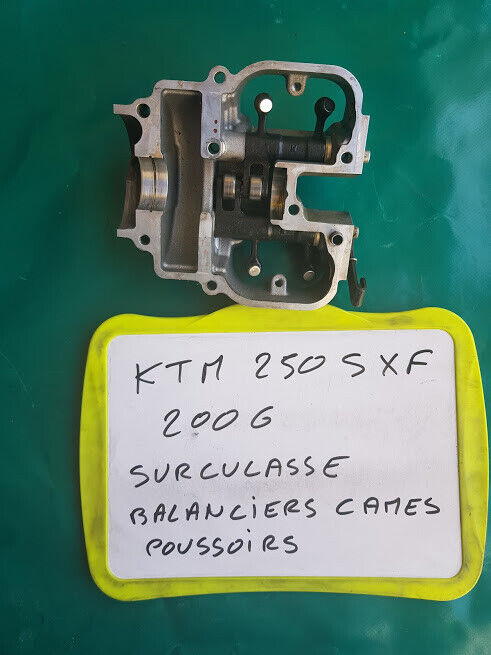 KTM 250 SXF
2006
SURCULASSE
BALANCIERS CAMES
POUSSOIRS